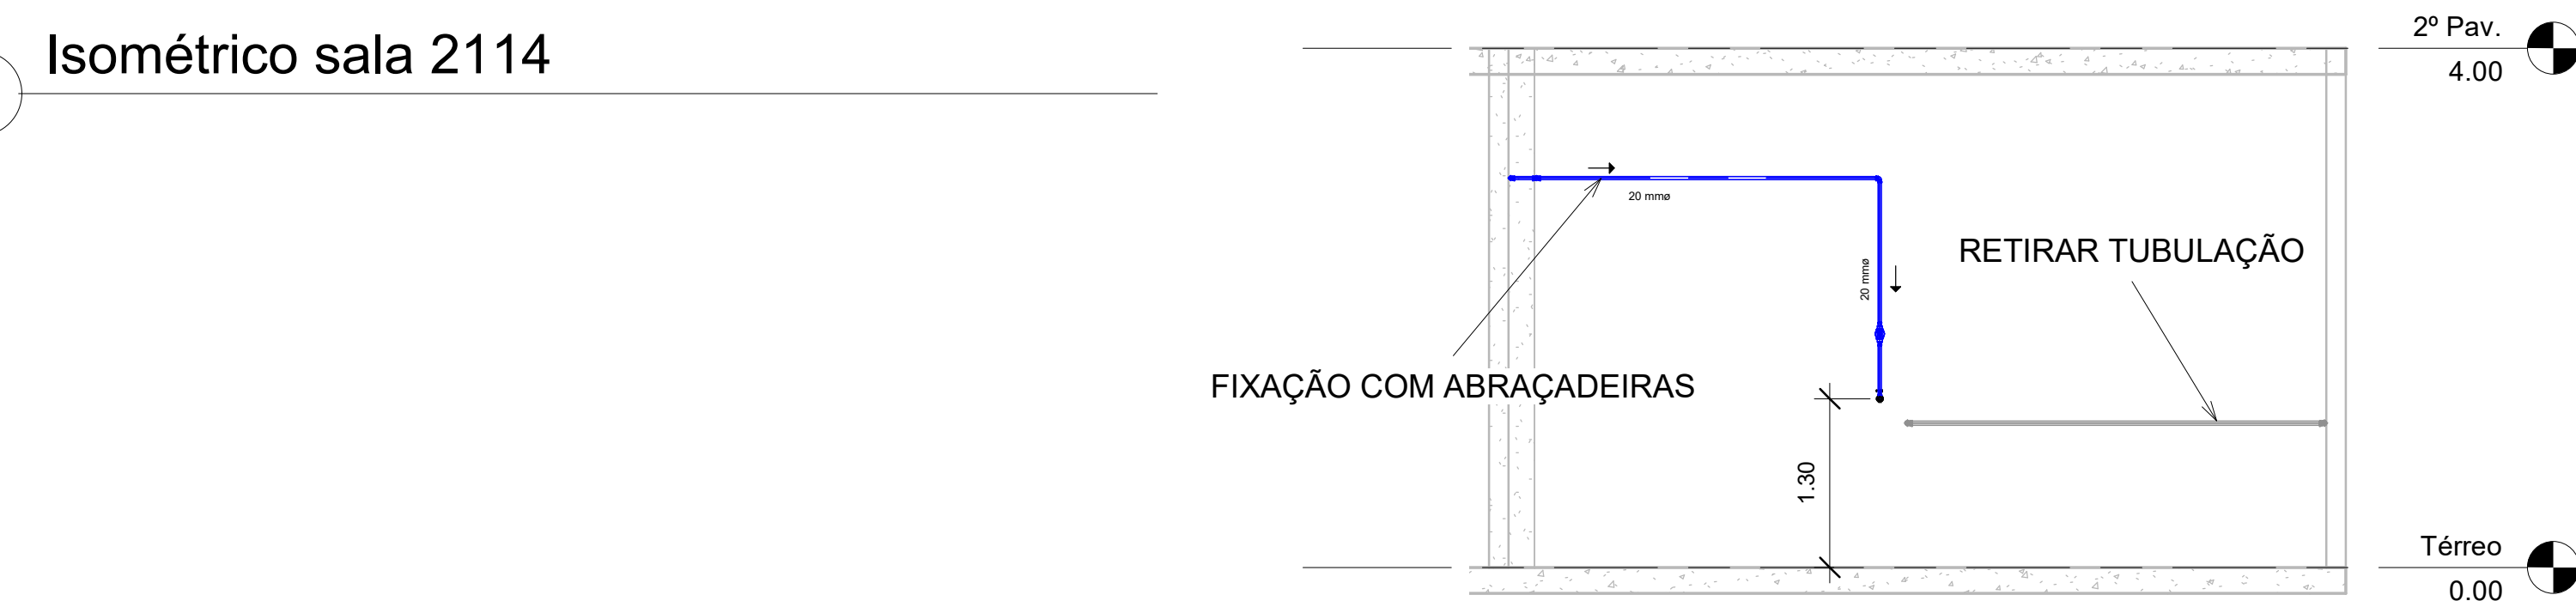 Isométrico sala 2114
2º Pav.
4.00
20 mmø
RETIRAR TUBULAÇÃO
20 mmø
FIXAÇÃO COM ABRAÇADEIRAS
1.30
Térreo
0.00